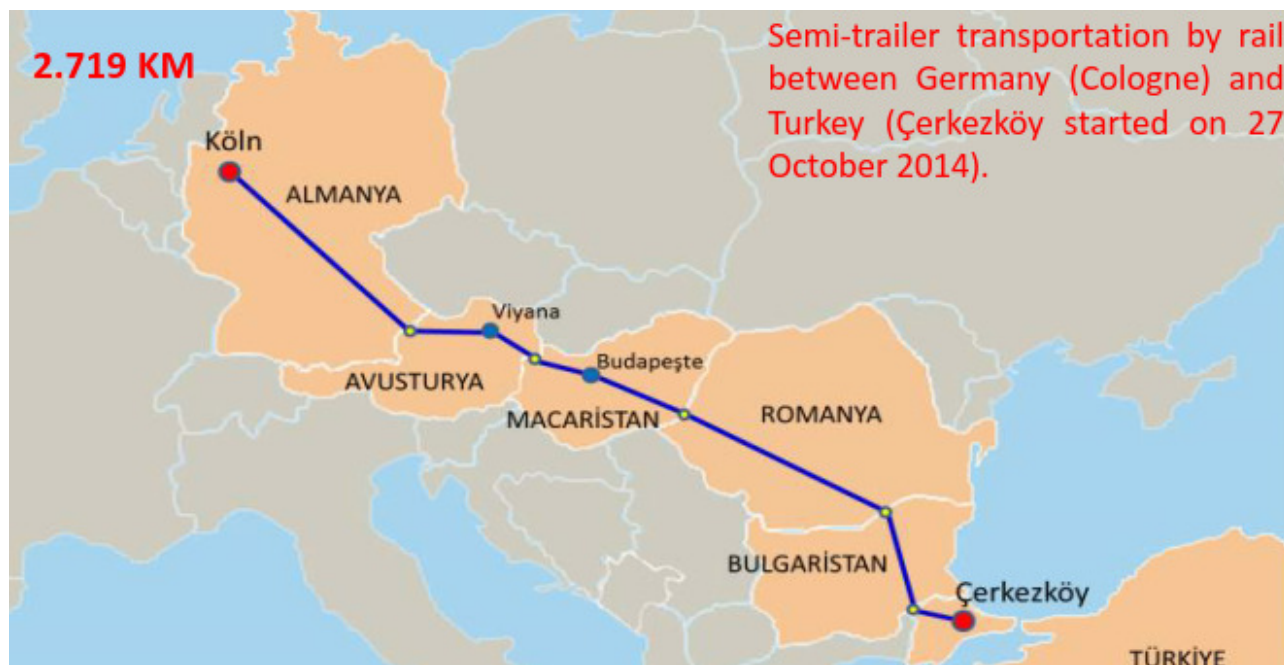 2.719 KM
Semi-trailer transportation by rail
between Germany (Cologne) and
Turkey (Çerkezköy started on 27
October 2014).
Köln
ALMANYA
Viyana
Budapeşte
AVUSTURYA
MACARİSTAN
ROMANYA
BULGARİSTAN
Çerkezköy
TÜRKİYE